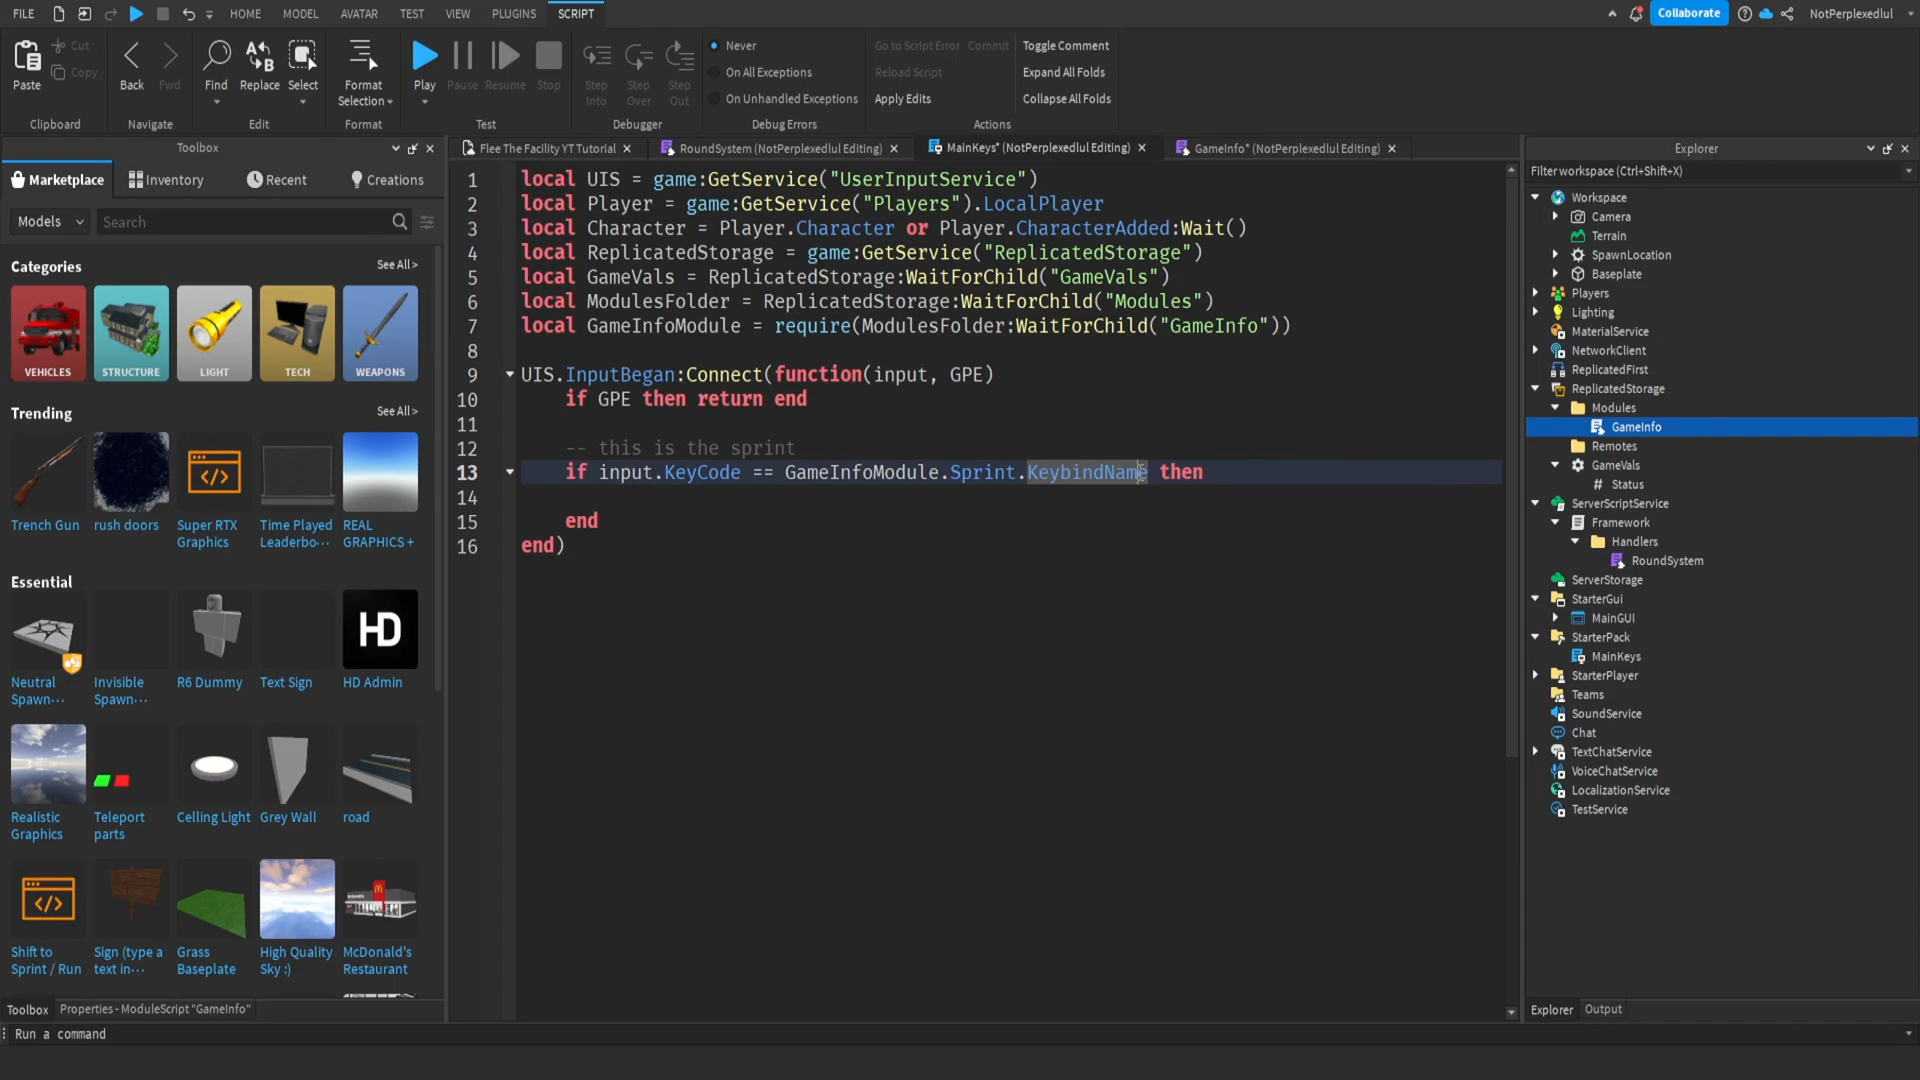 FILE HOME MODEL AVATAR TEST VIEW PLUGINS SCRIPT Collaborate NotPerplexedlul
Paste Cut Copy
Back Fwd
Find Replace Select
Format Selection
Play Pause Resume Stop
Step Into Step Over Step Out
Never
On All Exceptions
On Unhandled Exceptions
Go to Script Error Commit
Reload Script
Apply Edits
Toggle Comment
Expand All Folds
Collapse All Folds
Clipboard Navigate Edit Format Test Debugger Debug Errors Actions
Toolbox
Marketplace Inventory Recent Creations
Models Search
Categories See All >
VEHICLES STRUCTURE LIGHT TECH WEAPONS
Trending See All >
Trench Gun
rush doors
Super RTX Graphics
Time Played Leaderbo···
REAL GRAPHICS +
Essential See All >
HD
Neutral Spawn···
Invisible Spawn···
R6 Dummy
Text Sign
HD Admin
Realistic Graphics
Teleport parts
Celling Light
Grey Wall
road
Shift to Sprint / Run
Sign (type a text in···
Grass Baseplate
High Quality Sky :)
McDonald's Restaurant
Toolbox Properties - ModuleScript "GameInfo"
Run a command
Flee The Facility YT Tutorial RoundSystem (NotPerplexedlul Editing) MainKeys* (NotPerplexedlul Editing) GameInfo* (NotPerplexedlul Editing)
1 local UIS = game:GetService("UserInputService")
2 local Player = game:GetService("Players").LocalPlayer
3 local Character = Player.Character or Player.CharacterAdded:Wait()
4 local ReplicatedStorage = game:GetService("ReplicatedStorage")
5 local GameVals = ReplicatedStorage:WaitForChild("GameVals")
6 local ModulesFolder = ReplicatedStorage:WaitForChild("Modules")
7 local GameInfoModule = require(ModulesFolder:WaitForChild("GameInfo"))
8
9 UIS.InputBegan:Connect(function(input, GPE)
10 if GPE then return end
11
12 -- this is the sprint
13 if input.KeyCode == GameInfoModule.Sprint.KeybindName then
14
15 end
16 end)
Explorer
Filter workspace (Ctrl+Shift+X)
Workspace
Camera
Terrain
SpawnLocation
Baseplate
Players
Lighting
MaterialService
NetworkClient
ReplicatedFirst
ReplicatedStorage
Modules
GameInfo
Remotes
GameVals
# Status
ServerScriptService
Framework
Handlers
RoundSystem
ServerStorage
StarterGui
MainGUI
StarterPack
MainKeys
StarterPlayer
Teams
SoundService
Chat
TextChatService
VoiceChatService
LocalizationService
TestService
Explorer Output